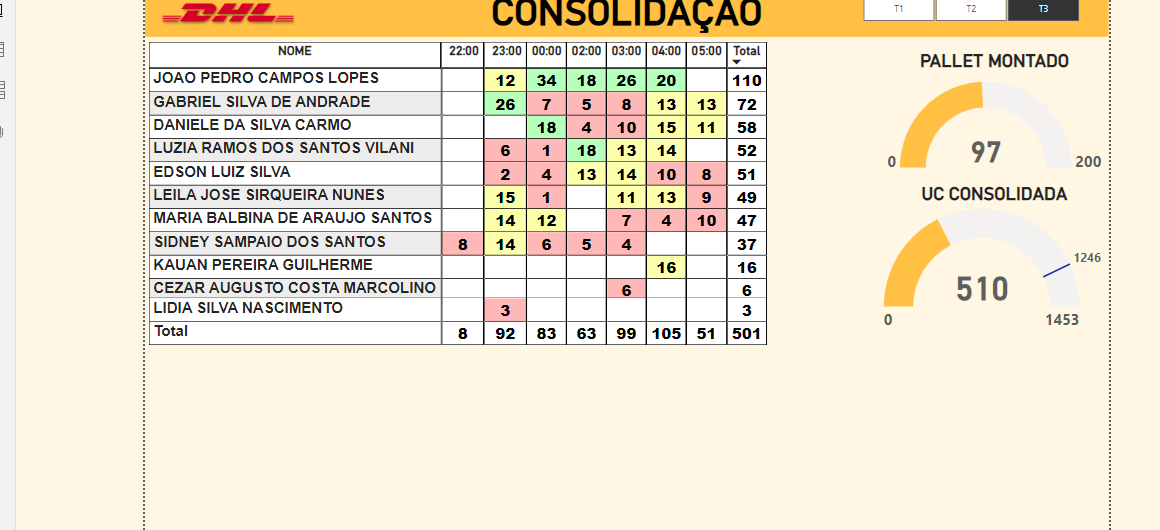 DHL
CONSOLIDAÇÃO
T1 T2 T3
NOME 22:00 23:00 00:00 02:00 03:00 04:00 05:00 Total
JOAO PEDRO CAMPOS LOPES 12 34 18 26 20 110
GABRIEL SILVA DE ANDRADE 26 7 5 8 13 13 72
DANIELE DA SILVA CARMO 18 4 10 15 11 58
LUZIA RAMOS DOS SANTOS VILANI 6 1 18 13 14 52
EDSON LUIZ SILVA 2 4 13 14 10 8 51
LEILA JOSE SIRQUEIRA NUNES 15 1 11 13 9 49
MARIA BALBINA DE ARAUJO SANTOS 14 12 7 4 10 47
SIDNEY SAMPAIO DOS SANTOS 8 14 6 5 4 37
KAUAN PEREIRA GUILHERME 16 16
CEZAR AUGUSTO COSTA MARCOLINO 6 6
LIDIA SILVA NASCIMENTO 3 3
Total 8 92 83 63 99 105 51 501
PALLET MONTADO
97
0 200
UC CONSOLIDADA
1246
510
0 1453